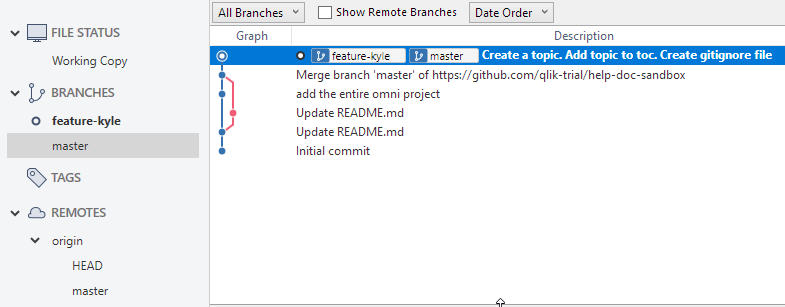 FILE STATUS
Working Copy
BRANCHES
feature-kyle
master
TAGS
REMOTES
origin
HEAD
master
All Branches Show Remote Branches Date Order
Graph Description
feature-kyle master Create a topic. Add topic to toc. Create gitignore file
Merge branch 'master' of https://github.com/qlik-trial/help-doc-sandbox
add the entire omni project
Update README.md
Update README.md
Initial commit